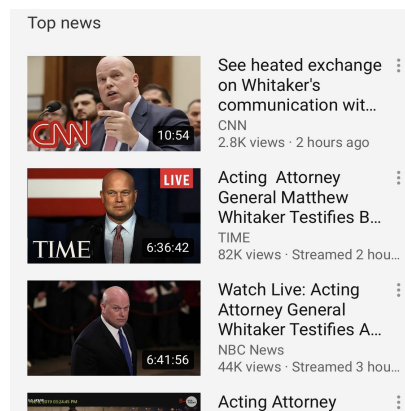 Top news
See heated exchange
on Whitaker's
communication wit...
CNN
10:54
CNN
2.8K views · 2 hours ago
LIVE
Acting Attorney
General Matthew
Whitaker Testifies B...
TIME
6:36:42
TIME
82K views · Streamed 2 hou...
Watch Live: Acting
Attorney General
Whitaker Testifies A...
NBC News
6:41:56
44K views · Streamed 3 hou...
Acting Attorney